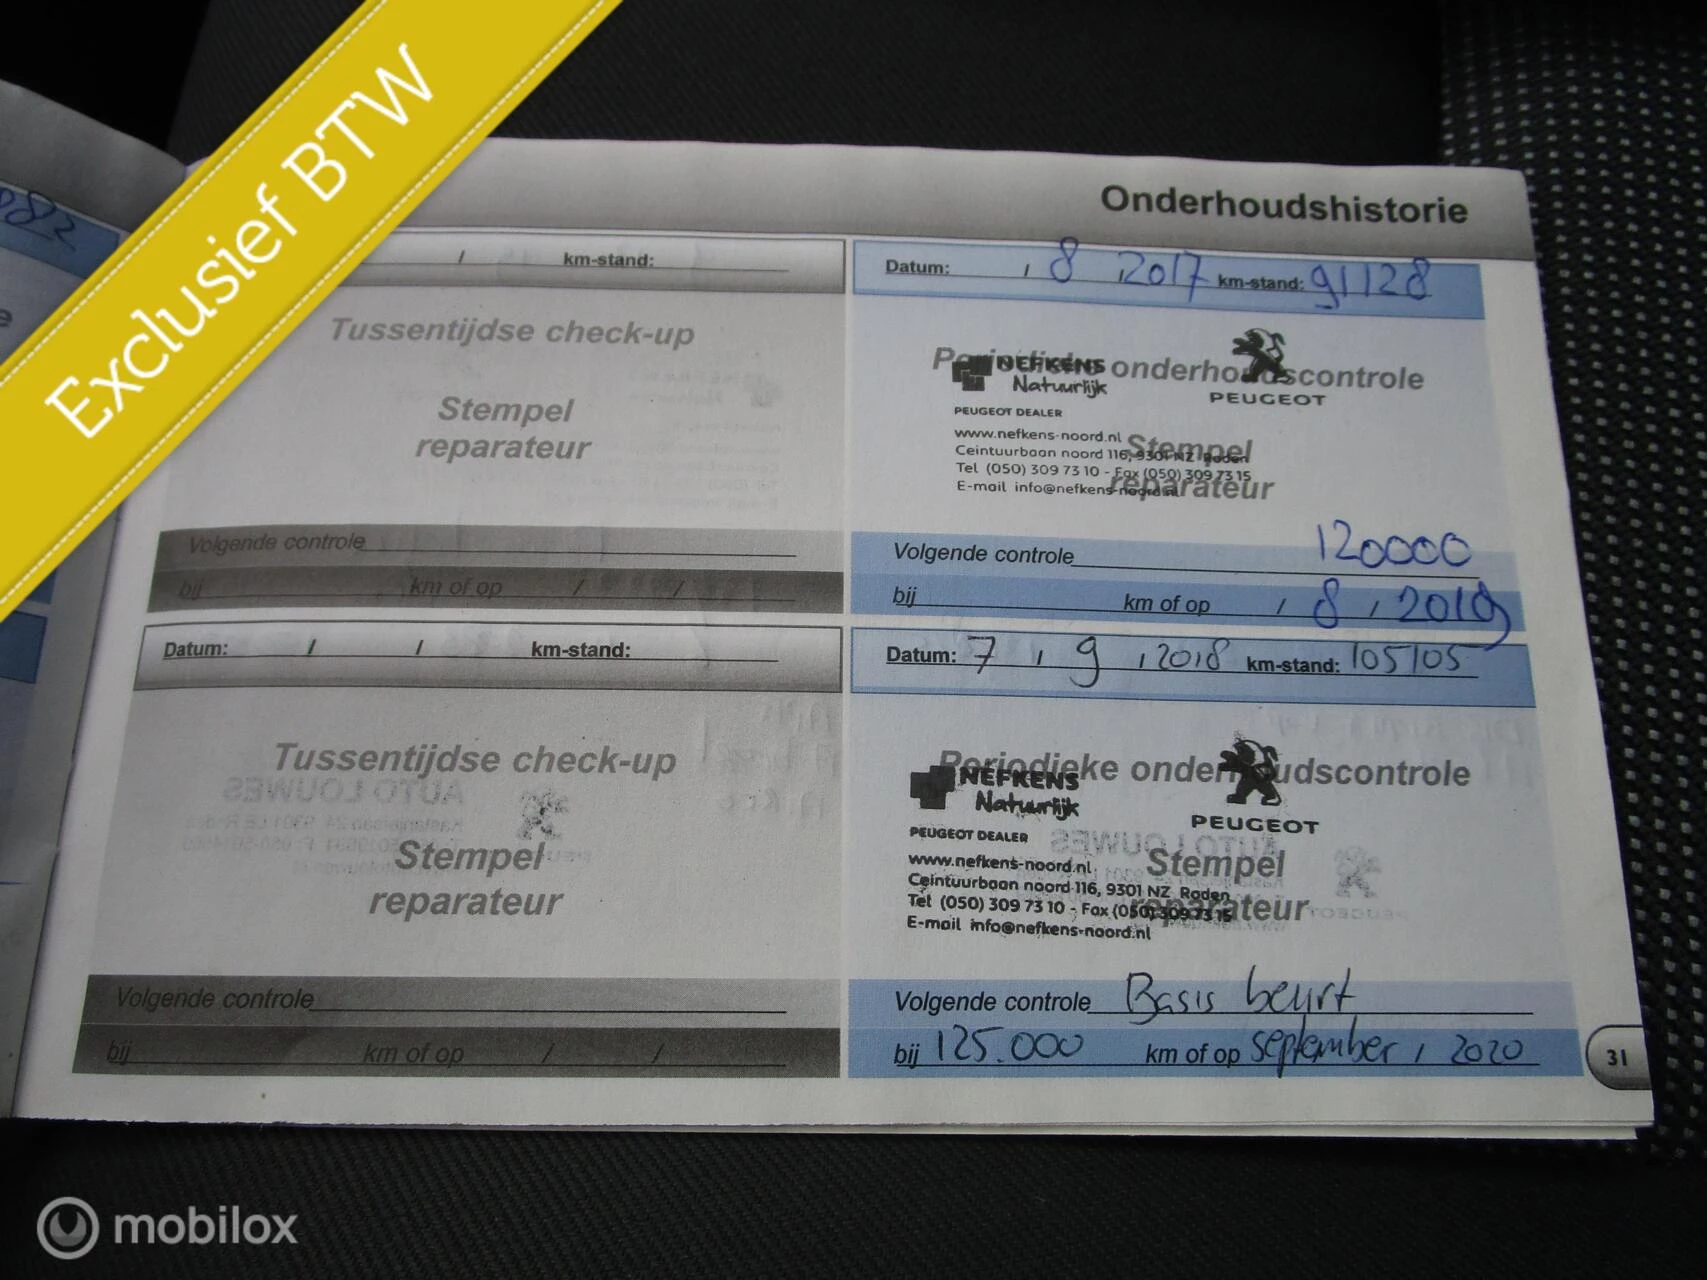 Exclusief BTW
Onderhoudshistorie
/ km-stand:
Tussentijdse check-up
Stempel
reparateur
Volgende controle
bij km of op / /
Datum: / / km-stand:
Tussentijdse check-up
Stempel
reparateur
Volgende controle
bij km of op / /
Datum: / 8 / 2017 km-stand: 91128
Periodieke onderhoudscontrole
NEFKENS
Natuurlijk
PEUGEOT
PEUGEOT DEALER
www.nefkens-noord.nl
Ceintuurbaan noord 116, 9301 NZ Roden
Tel (050) 309 73 10 - Fax (050) 309 73 15
E-mail info@nefkens-noord.nl
Stempel
reparateur
Volgende controle 120000
bij km of op / 8 / 2019
Datum: 7 / 9 / 2018 km-stand: 105105
Periodieke onderhoudscontrole
NEFKENS
Natuurlijk
PEUGEOT
PEUGEOT DEALER
www.nefkens-noord.nl
Ceintuurbaan noord 116, 9301 NZ Roden
Tel (050) 309 73 10 - Fax (050) 309 73 15
E-mail info@nefkens-noord.nl
Stempel
reparateur
Volgende controle Basis beurt
bij 125.000 km of op september / 2020
31
mobilox